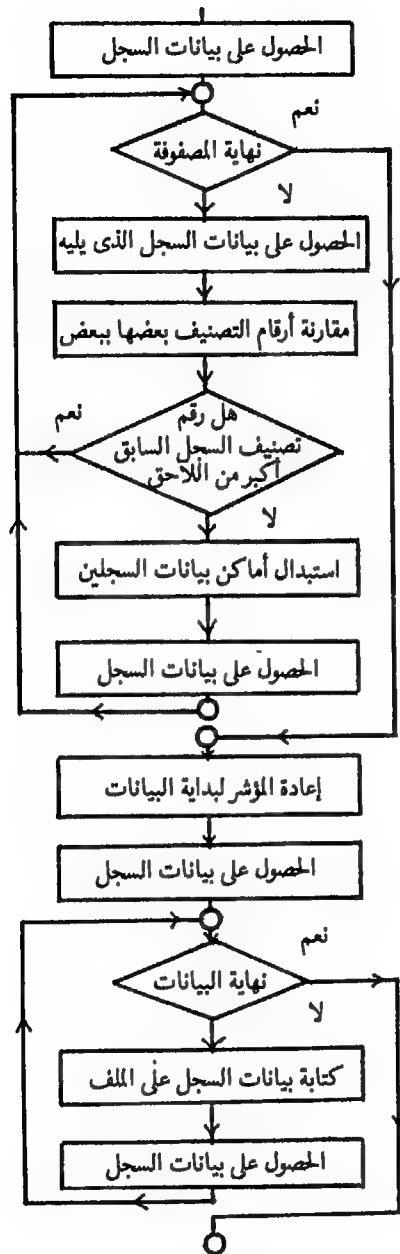 الحصول على بيانات السجل
نعم
نهاية المصفوفة
لا
الحصول على بيانات السجل الذى يليه
مقارنة أرقام التصنيف بعضها ببعض
نعم
هل رقم
تصنيف السجل السابق
أكبر من اللاحق
لا
استبدال أماكن بيانات السجلين
الحصول على بيانات السجل
إعادة المؤشر لبداية البيانات
الحصول على بيانات السجل
نعم
نهاية البيانات
لا
كتابة بيانات السجل على الملف
الحصول على بيانات السجل